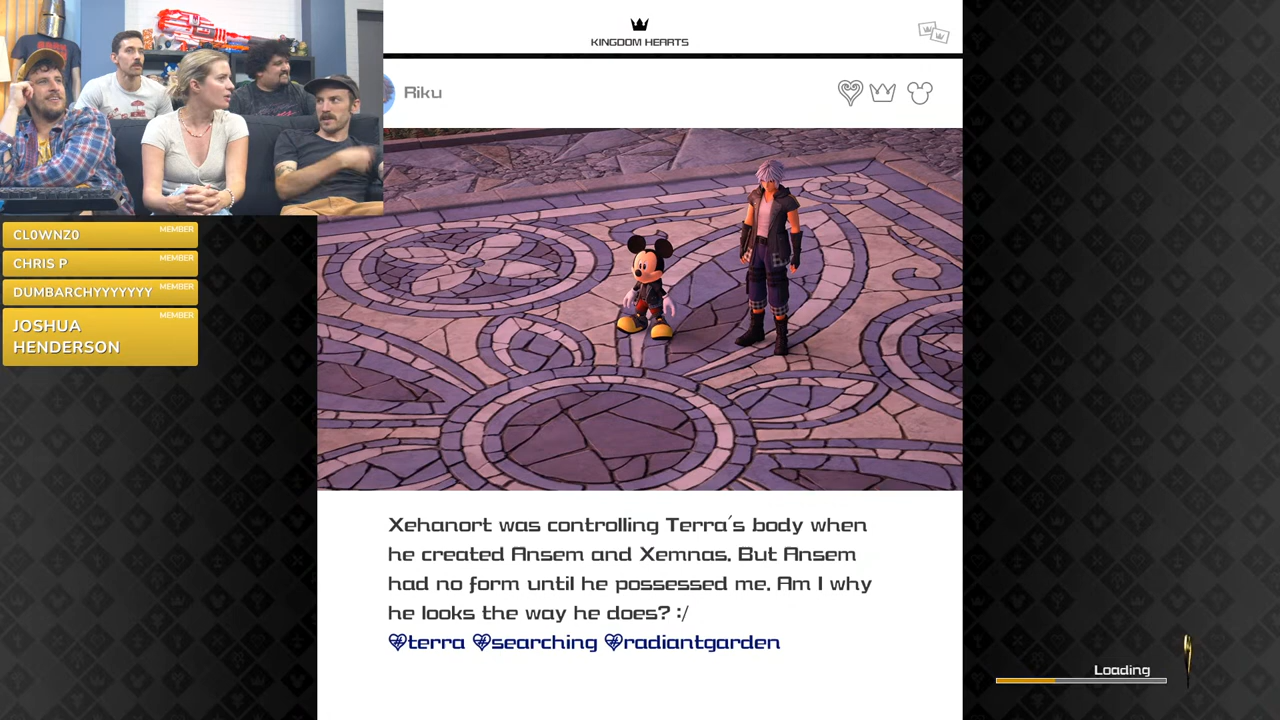 KINGDOM HEARTS
Riku
CL0WNZ0 MEMBER
CHRIS P MEMBER
DUMBARCHYYYYYYY MEMBER
JOSHUA MEMBER
HENDERSON
Xehanort was controlling Terra's body when
he created Ansem and Xemnas. But Ansem
had no form until he possessed me. Am I why
he looks the way he does? :/
#terra #searching #radiantgarden
Loading